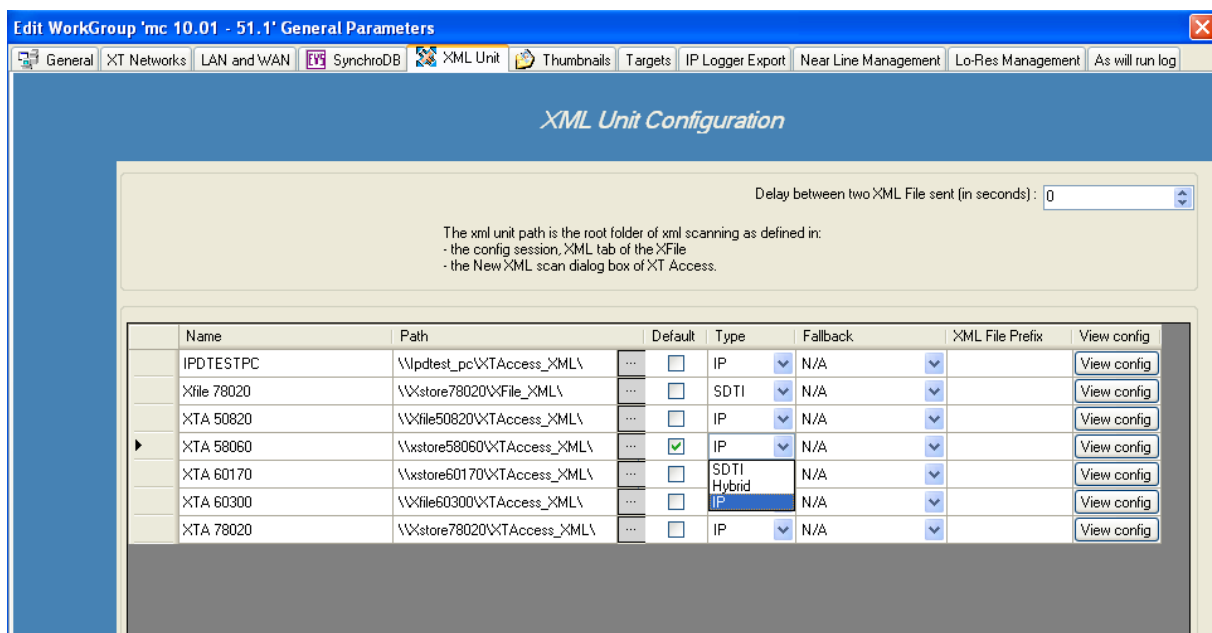 Edit WorkGroup 'mc 10.01 - 51.1' General Parameters
General XT Networks LAN and WAN EVS SynchroDB XML Unit Thumbnails Targets IP Logger Export Near Line Management Lo-Res Management As will run log
XML Unit Configuration
Delay between two XML File sent (in seconds) : 0
The xml unit path is the root folder of xml scanning as defined in:
- the config session, XML tab of the XFile
- the New XML scan dialog box of XT Access.
Name Path Default Type Fallback XML File Prefix View config
IPDTESTPC \\Ipdtest_pc\XTAccess_XML\ ... IP N/A View config
Xfile 78020 \\Xstore78020\XFile_XML\ ... SDTI N/A View config
XTA 50820 \\Xfile50820\XTAccess_XML\ ... IP N/A View config
XTA 58060 \\xstore58060\XTAccess_XML\ ... IP N/A View config
XTA 60170 \\xstore60170\XTAccess_XML\ ... SDTI N/A View config
Hybrid
XTA 60300 \\Xfile60300\XTAccess_XML\ ... IP N/A View config
XTA 78020 \\Xstore78020\XTAccess_XML\ ... IP N/A View config